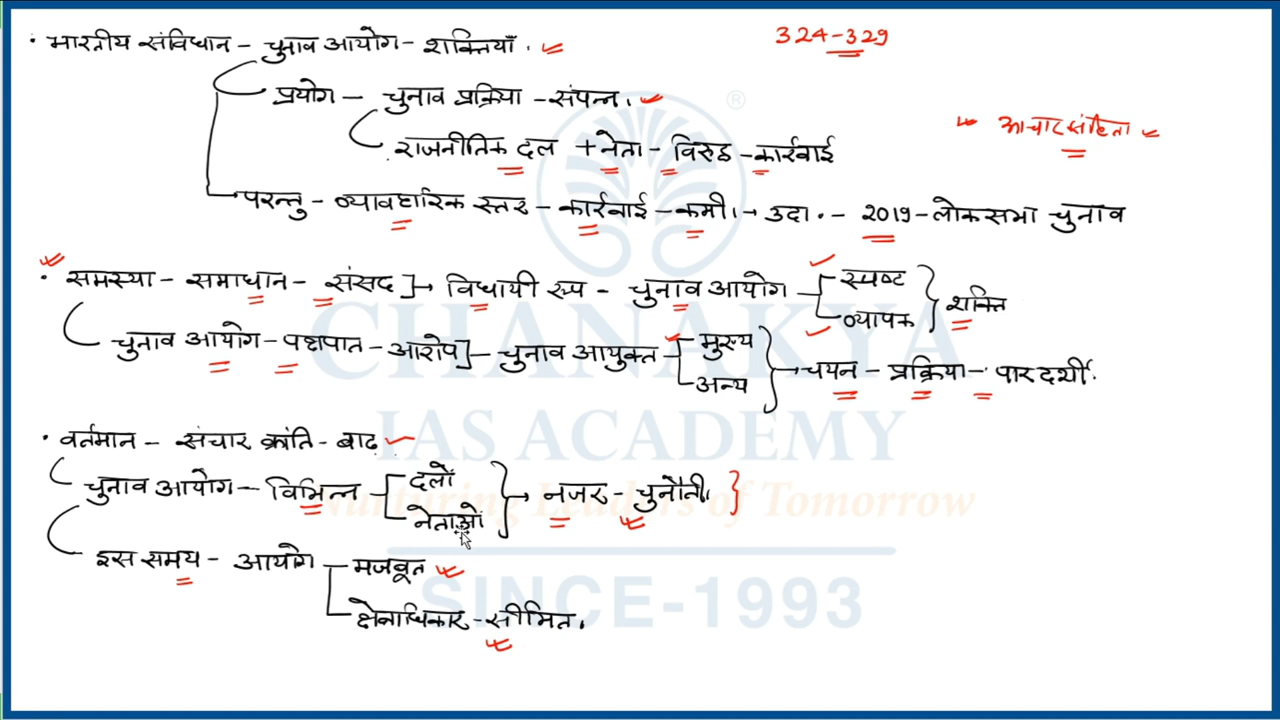 • भारतीय संविधान - चुनाव आयोग - शक्तियाँ . 324-329
प्रयोग - चुनाव प्रक्रिया - संपन्न . आचार संहिता
राजनीतिक दल + नेता - विरुद्ध - कार्रवाई
परन्तु - व्यावहारिक स्तर - कार्रवाई - कमी → उदा . - 2019 - लोकसभा चुनाव
• समस्या - समाधान - संसद ] → विधायी रूप - चुनाव आयोग स्पष्ट
व्यापक } शक्ति
चुनाव आयोग - पक्षपात - आरोप ] - चुनाव आयुक्त मुख्य
अन्य } → चयन - प्रक्रिया - पारदर्शी .
CHANAKYA
IAS ACADEMY
Nurturing Leaders of Tomorrow
SINCE-1993
®
• वर्तमान - संचार क्रांति - बाद
चुनाव आयोग - विभिन्न दलों
नेताओं } → नजर - चुनौती . }
इस समय - आयोग मजबूत
क्षेत्राधिकार - सीमित .